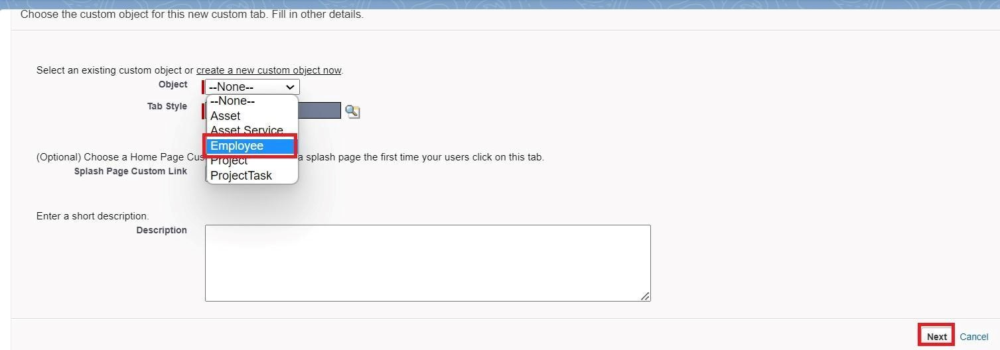 Choose the custom object for this new custom tab. Fill in other details.
Select an existing custom object or create a new custom object now.
Object
--None--
--None--
Tab Style
Asset
Asset Service
Employee
(Optional) Choose a Home Page Cus a splash page the first time your users click on this tab.
Project
Splash Page Custom Link
ProjectTask
Enter a short description.
Description
Next Cancel